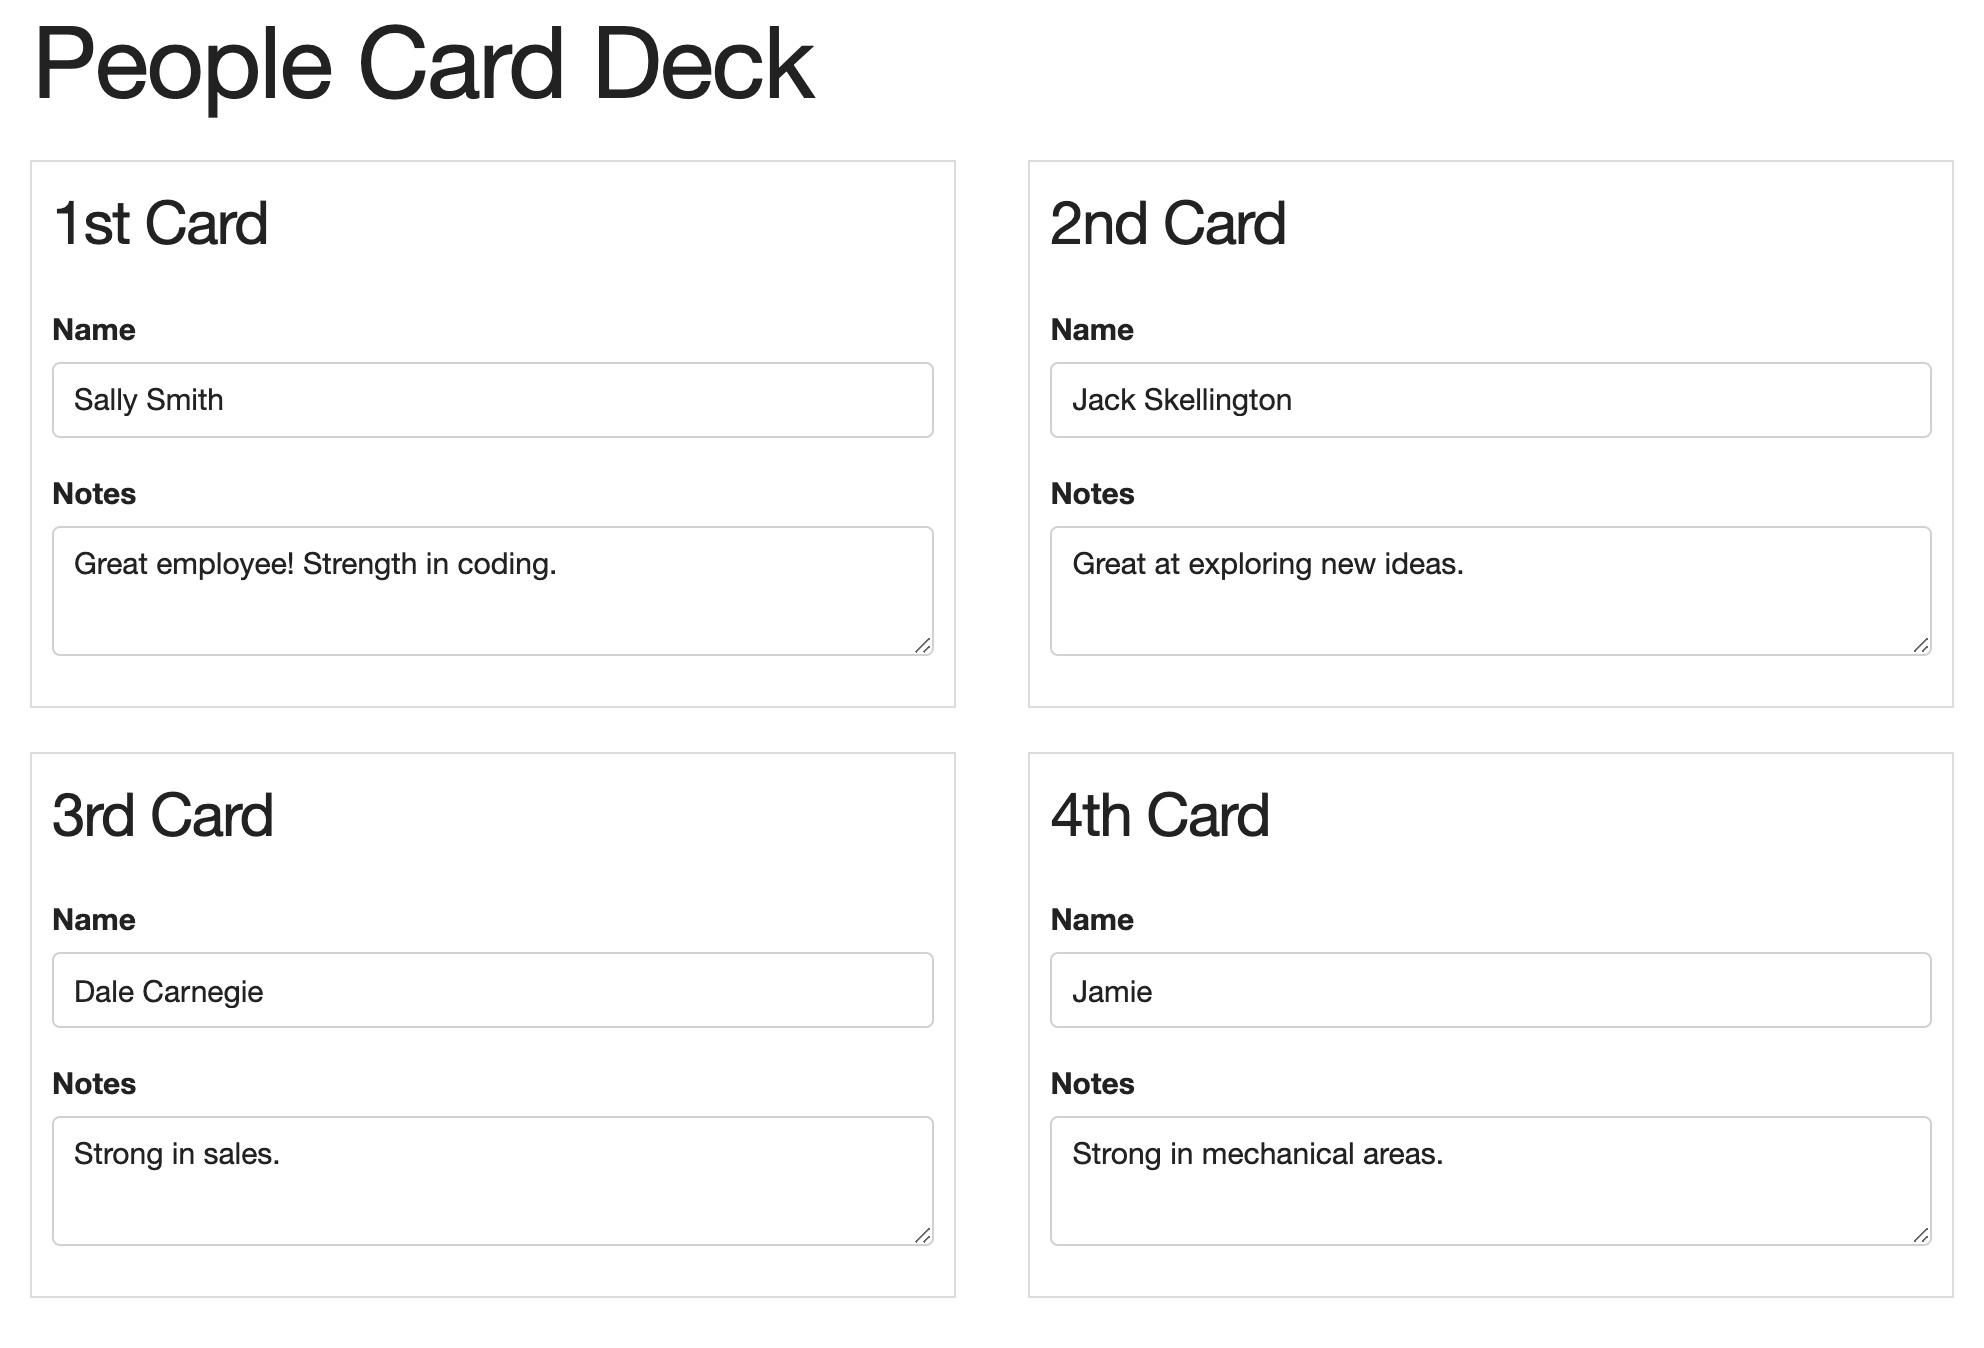 People Card Deck
1st Card
Name
Sally Smith
Notes
Great employee! Strength in coding.
2nd Card
Name
Jack Skellington
Notes
Great at exploring new ideas.
3rd Card
Name
Dale Carnegie
Notes
Strong in sales.
4th Card
Name
Jamie
Notes
Strong in mechanical areas.